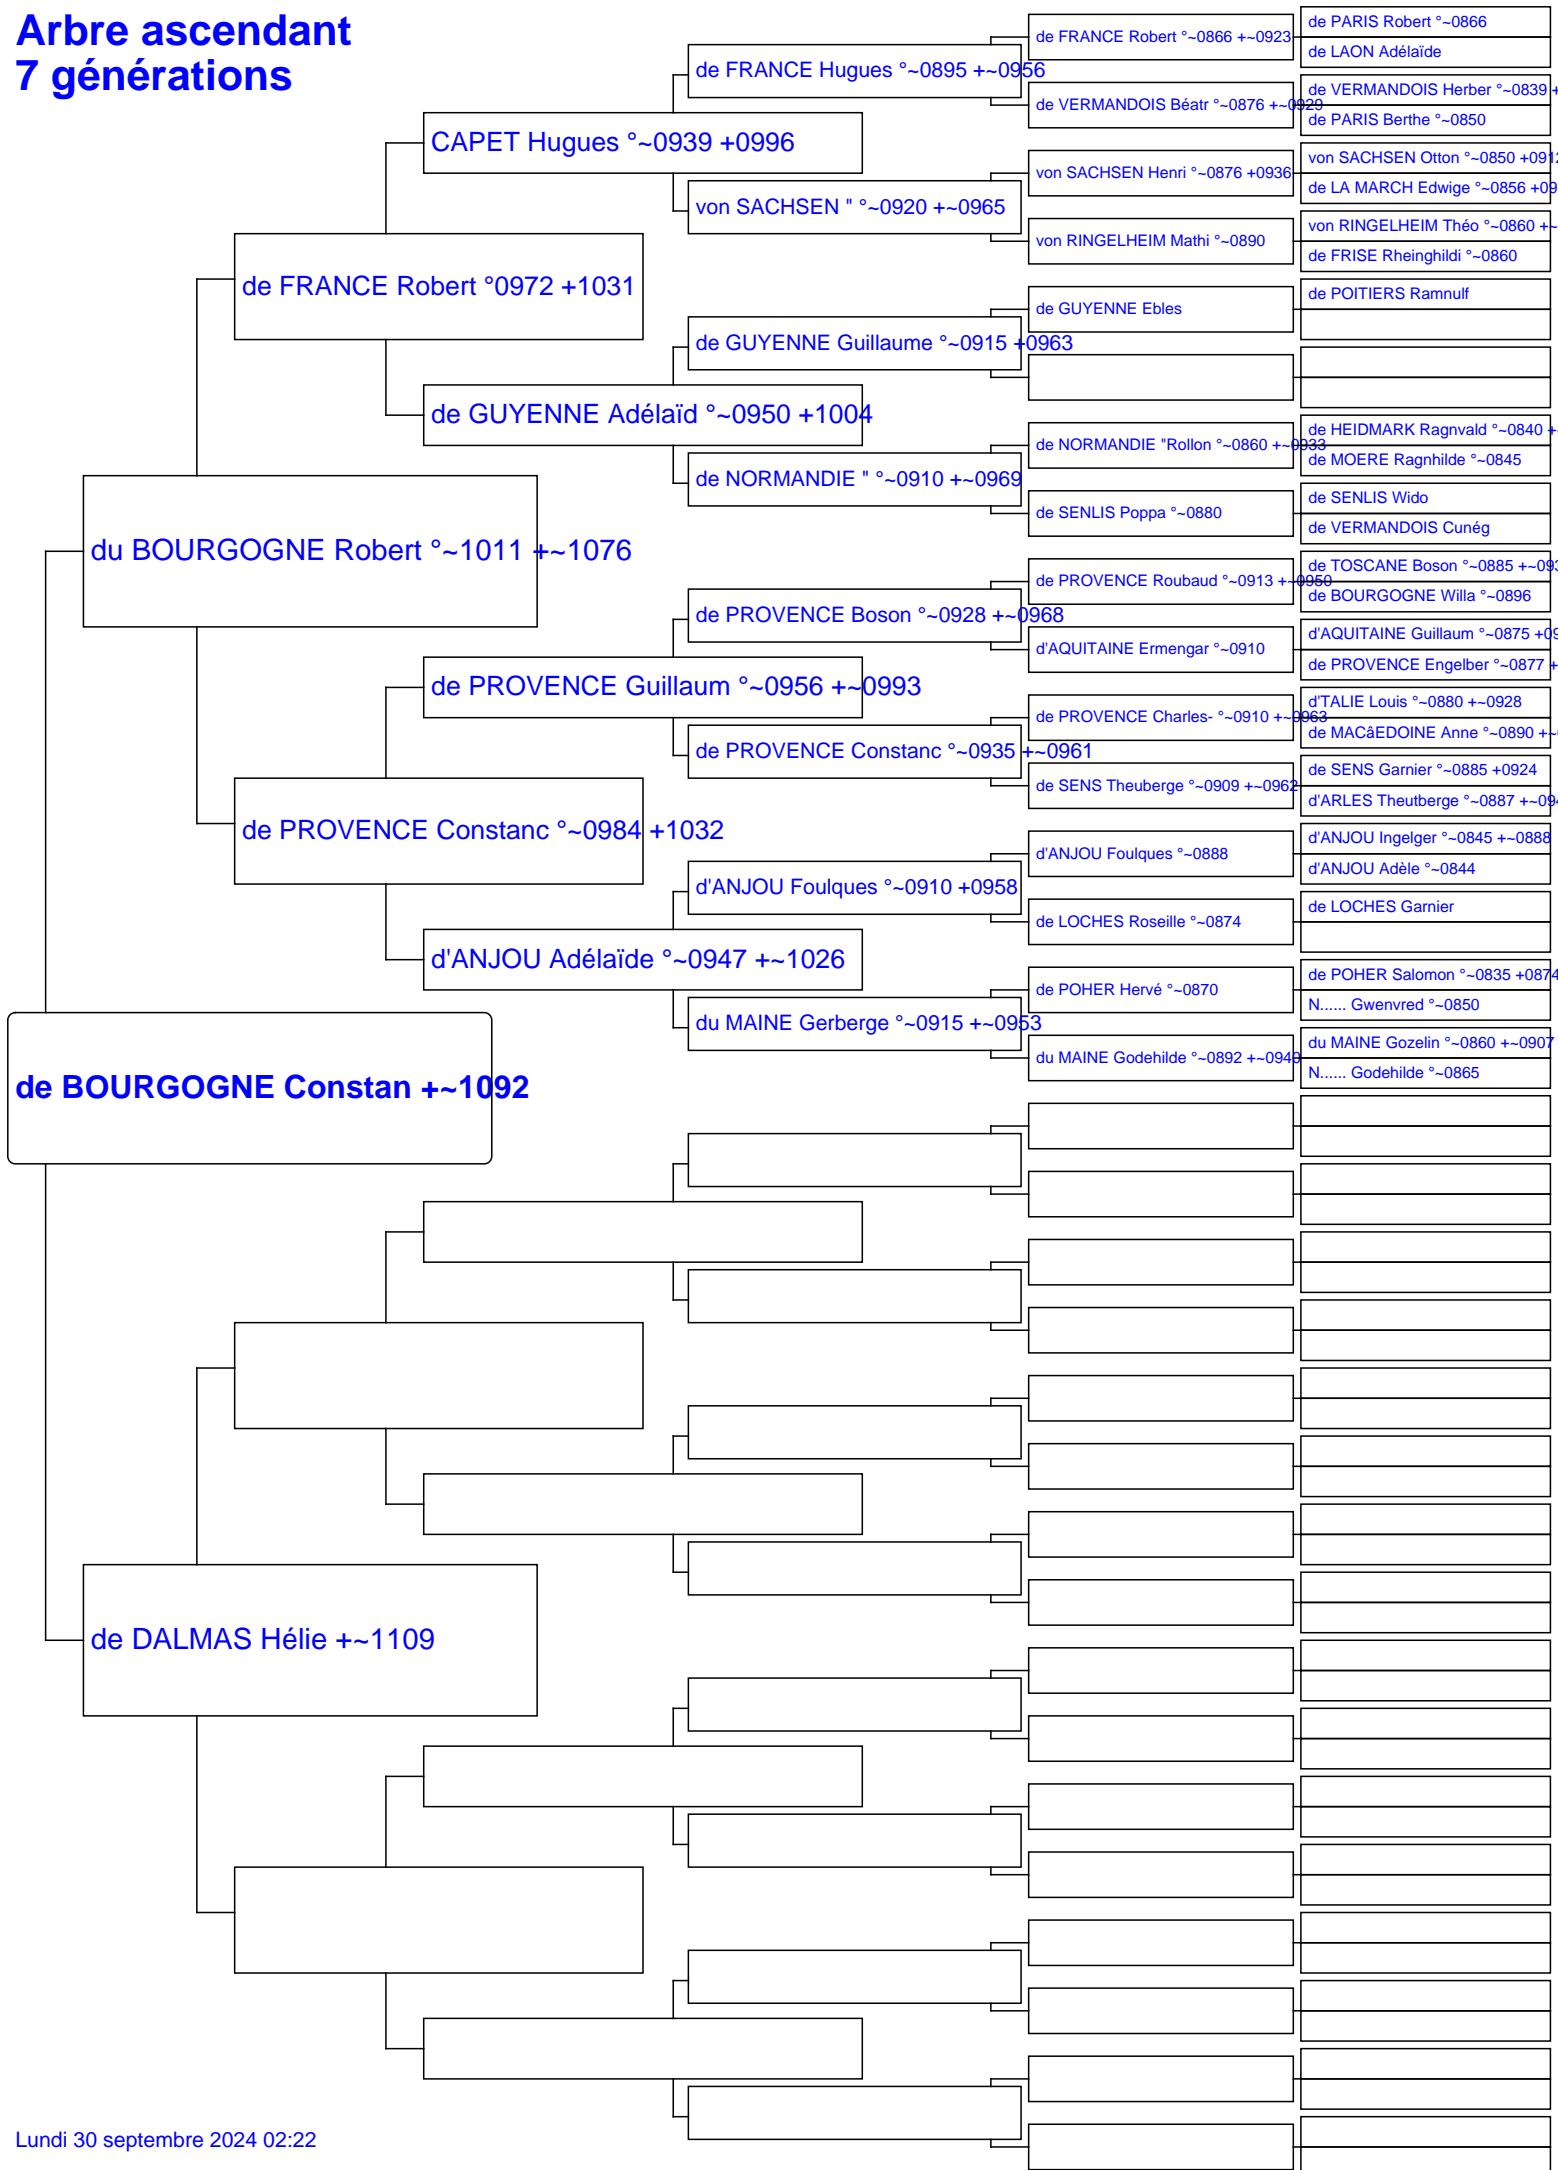 Arbre ascendant
7 générations
de BOURGOGNE Constan +~1092
du BOURGOGNE Robert °~1011 +~1076
de DALMAS Hélie +~1109
de FRANCE Robert °0972 +1031
de PROVENCE Constanc °~0984 +1032
CAPET Hugues °~0939 +0996
de GUYENNE Adélaïd °~0950 +1004
de PROVENCE Guillaum °~0956 +~0993
d'ANJOU Adélaïde °~0947 +~1026
de FRANCE Hugues °~0895 +~0956
von SACHSEN " °~0920 +~0965
de GUYENNE Guillaume °~0915 +0963
de NORMANDIE " °~0910 +~0969
de PROVENCE Boson °~0928 +~0968
de PROVENCE Constanc °~0935 +~0961
d'ANJOU Foulques °~0910 +0958
du MAINE Gerberge °~0915 +~0953
de FRANCE Robert °~0866 +~0923
de VERMANDOIS Béatr °~0876 +~0929
von SACHSEN Henri °~0876 +0936
von RINGELHEIM Mathi °~0890
de GUYENNE Ebles
de NORMANDIE "Rollon °~0860 +~0933
de SENLIS Poppa °~0880
de PROVENCE Roubaud °~0913 +~0950
d'AQUITAINE Ermengar °~0910
de PROVENCE Charles- °~0910 +~0963
de SENS Theuberge °~0909 +~0962
d'ANJOU Foulques °~0888
de LOCHES Roseille °~0874
de POHER Hervé °~0870
du MAINE Godehilde °~0892 +~0940
de PARIS Robert °~0866
de LAON Adélaïde
de VERMANDOIS Herber °~0839 +
de PARIS Berthe °~0850
von SACHSEN Otton °~0850 +0912
de LA MARCH Edwige °~0856 +09
von RINGELHEIM Théo °~0860 +~
de FRISE Rheinghildi °~0860
de POITIERS Ramnulf
de HEIDMARK Ragnvald °~0840 +
de MOERE Ragnhilde °~0845
de SENLIS Wido
de VERMANDOIS Cunég
de TOSCANE Boson °~0885 +~093
de BOURGOGNE Willa °~0896
d'AQUITAINE Guillaum °~0875 +09
de PROVENCE Engelber °~0877 +
d'TALIE Louis °~0880 +~0928
de MACâEDOINE Anne °~0890 +~
de SENS Garnier °~0885 +0924
d'ARLES Theutberge °~0887 +~094
d'ANJOU Ingelger °~0845 +~0888
d'ANJOU Adèle °~0844
de LOCHES Garnier
de POHER Salomon °~0835 +0874
N...... Gwenvred °~0850
du MAINE Gozelin °~0860 +~0907
N...... Godehilde °~0865
Lundi 30 septembre 2024 02:22